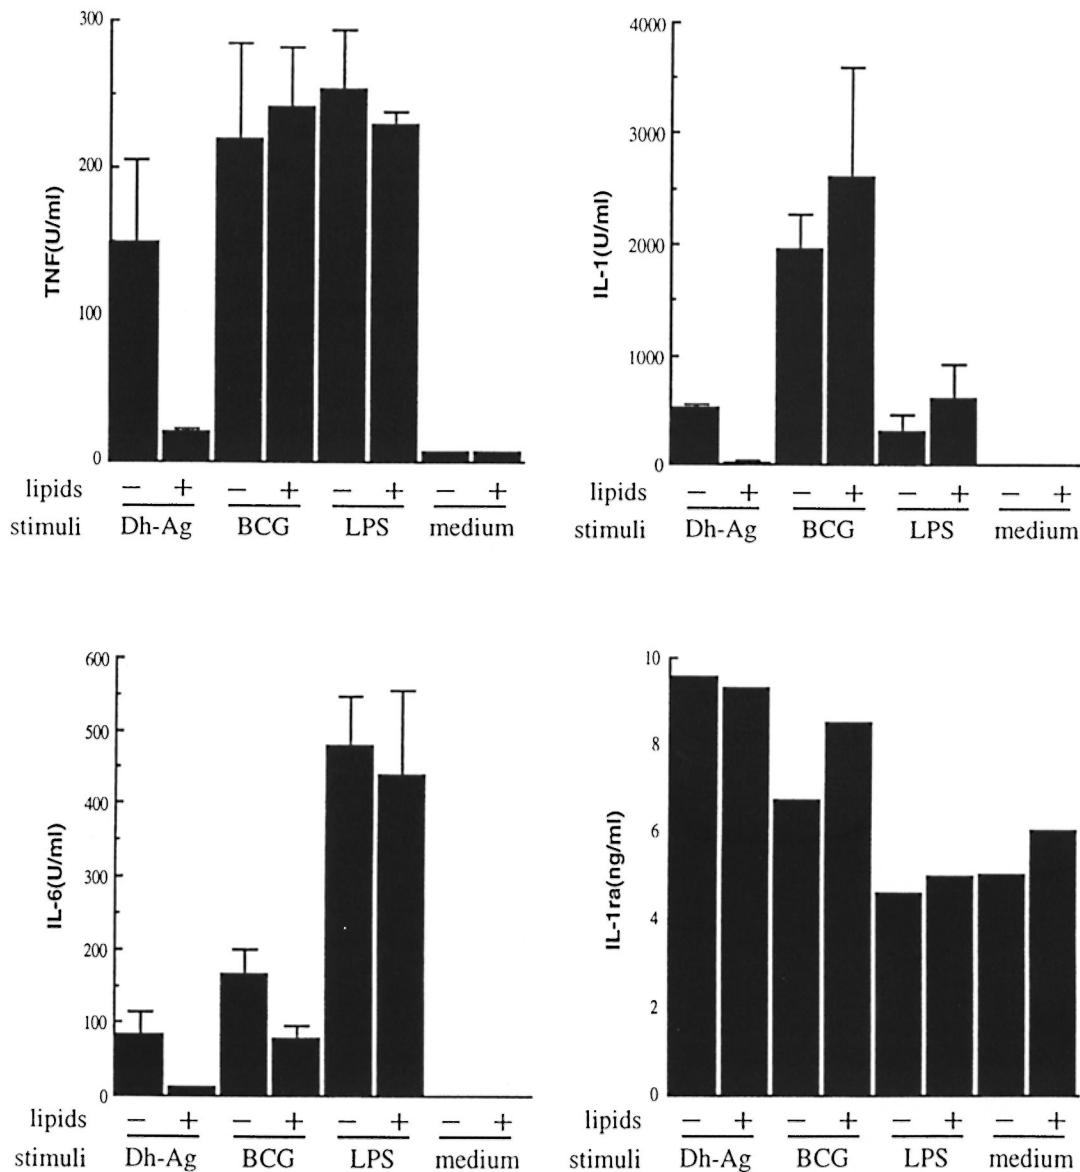 TNF(U/ml)
300
200
100
0
lipids − + − + − + − +
stimuli Dh-Ag BCG LPS medium
IL-1(U/ml)
4000
3000
2000
1000
0
lipids − + − + − + − +
stimuli Dh-Ag BCG LPS medium
IL-6(U/ml)
600
500
400
300
200
100
0
lipids − + − + − + − +
stimuli Dh-Ag BCG LPS medium
IL-1ra(ng/ml)
10
8
6
4
2
0
lipids − + − + − + − +
stimuli Dh-Ag BCG LPS medium